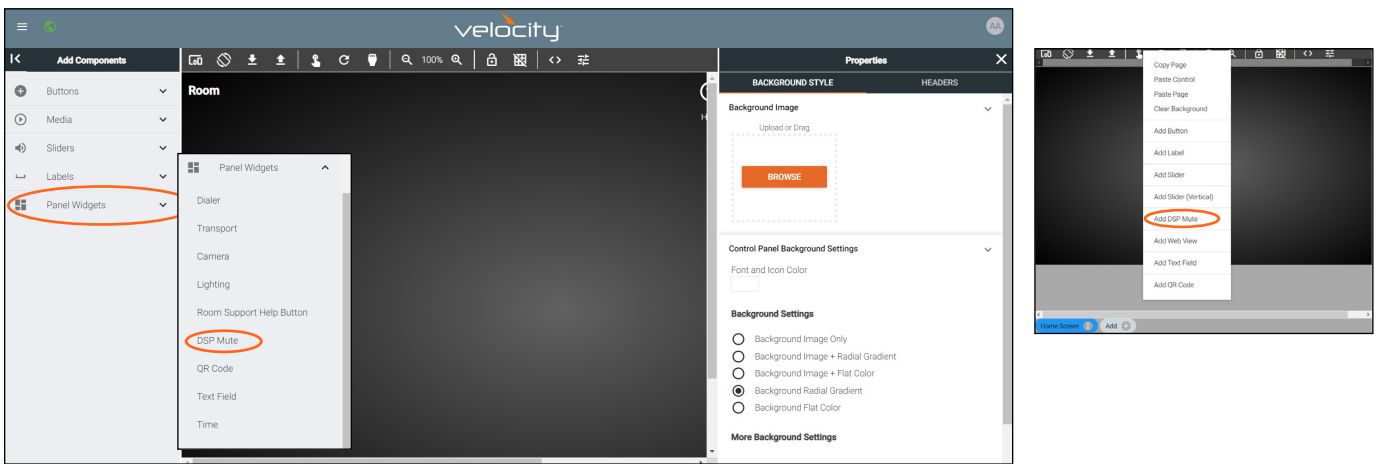 velocity
AA
Add Components
Buttons
Media
Sliders
Labels
Panel Widgets
100%
Room
H
Panel Widgets
Dialer
Transport
Camera
Lighting
Room Support Help Button
DSP Mute
QR Code
Text Field
Time
Properties
BACKGROUND STYLE
HEADERS
Background Image
Upload or Drag
BROWSE
Control Panel Background Settings
Font and Icon Color
Background Settings
Background Image Only
Background Image + Radial Gradient
Background Image + Flat Color
Background Radial Gradient
Background Flat Color
More Background Settings
Copy Page
Paste Control
Paste Page
Clear Background
Add Button
Add Label
Add Slider
Add Slider (Vertical)
Add DSP Mute
Add Web View
Add Text Field
Add QR Code
Home Screen
Add